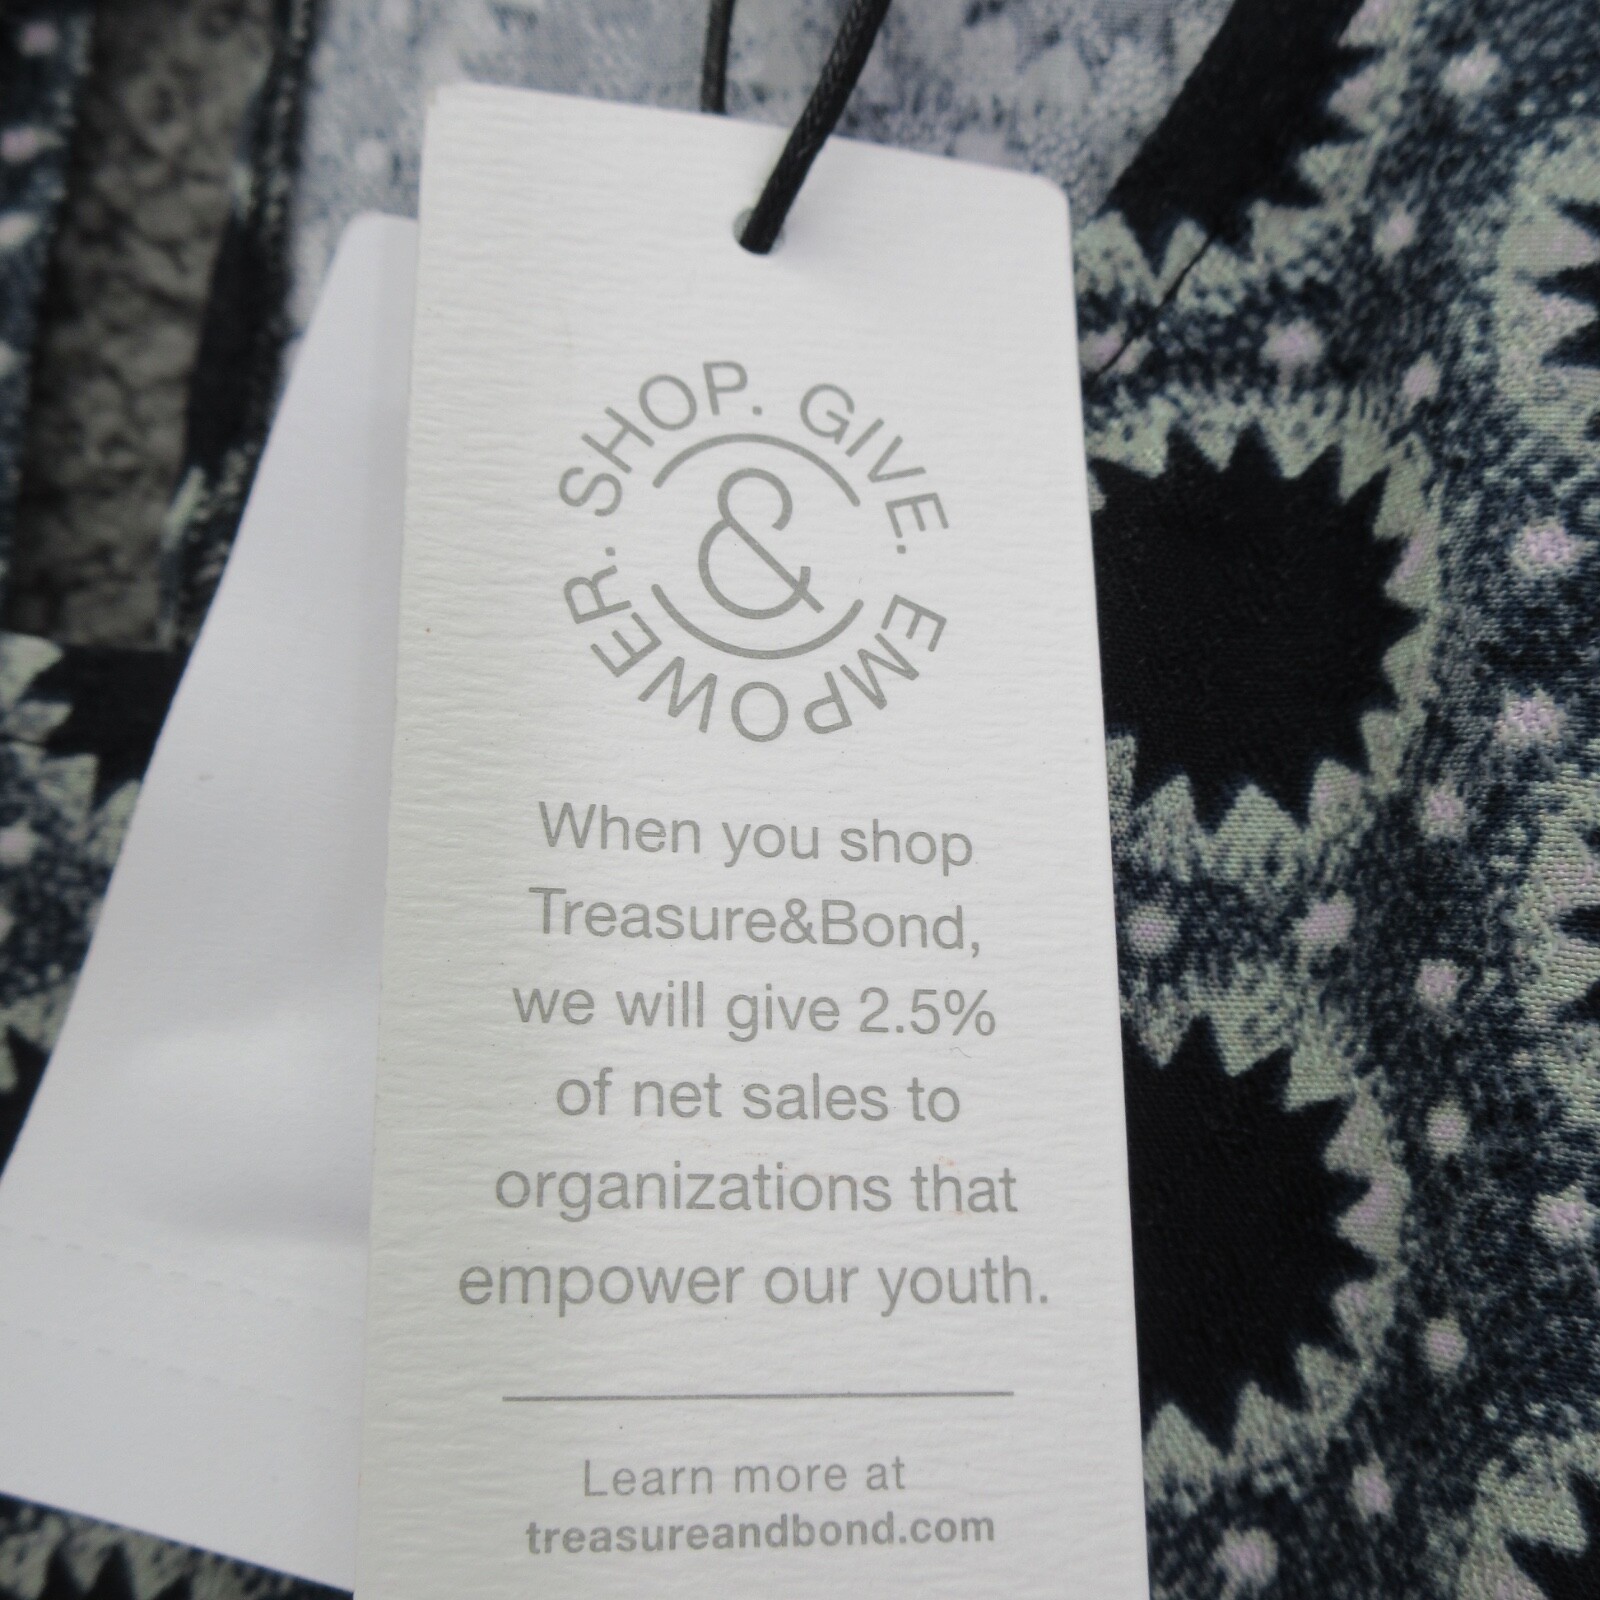 SHOP. GIVE. EMPOWER.
&
When you shop
Treasure&Bond,
we will give 2.5%
of net sales to
organizations that
empower our youth.
Learn more at
treasureandbond.com